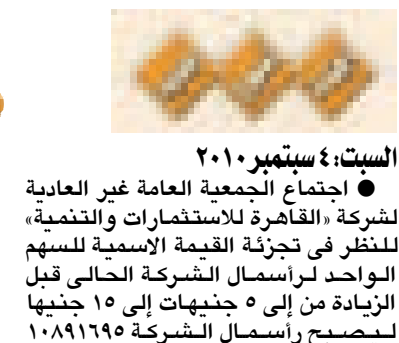 السبت: ٤ سبتمبر ٢٠١٠
● اجتماع الجمعية العامة غير العادية
لشركة «القاهرة للاستثمارات والتنمية»
للنظر فى تجزئة القيمة الاسمية للسهم
الواحد لرأسمال الشركة الحالى قبل
الزيادة من إلى ٥ جنيهات إلى ١٥ جنيها
ليصبح رأسمال الشركة ١٠٨٩١٦٩٥